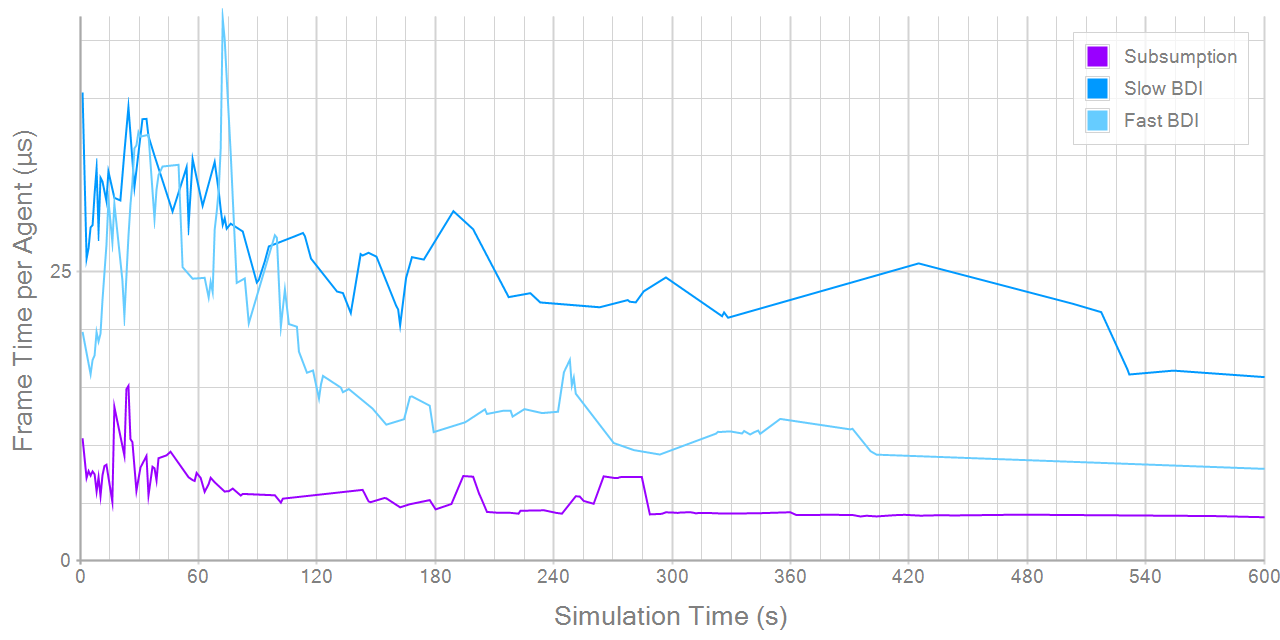 Frame Time per Agent (µs)
Subsumption
Slow BDI
Fast BDI
25
0
0 60 120 180 240 300 360 420 480 540 600
Simulation Time (s)